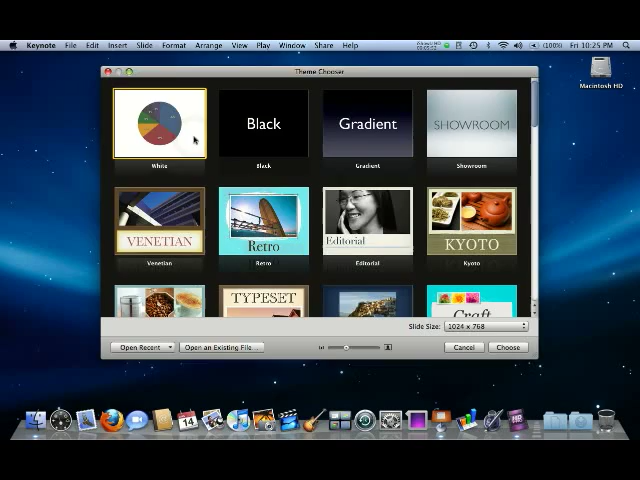 Keynote File Edit Insert Slide Format Arrange View Play Window Share Help (100%) Fri 10:25 PM
Theme Chooser
Macintosh HD
Black
Gradient
SHOWROOM
White
Black
Gradient
Showroom
VENETIAN
Retro
Editorial
KYOTO
Venetian
Retro
Editorial
Kyoto
TYPESET
Craft
Slide Size: 1024 x 768
Open Recent
Open an Existing File...
Cancel
Choose
14